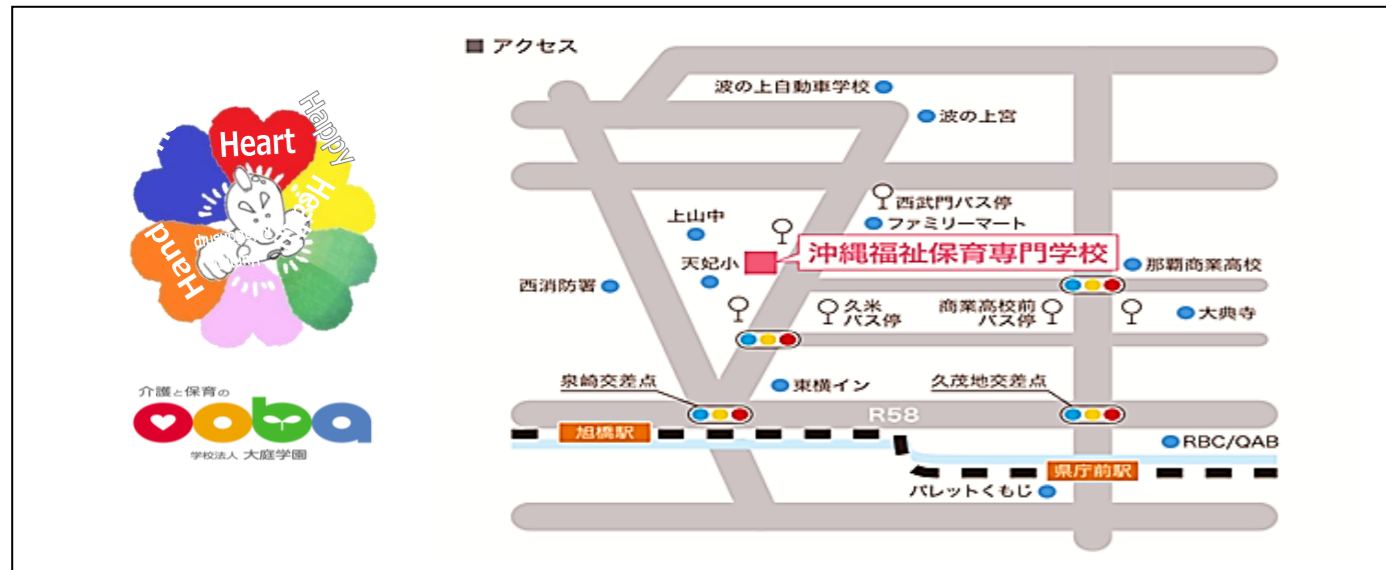 ■ アクセス
波の上自動車学校
波の上宮
Heart
Happy
Hand
西武門バス停
ファミリーマート
上山中
沖縄福祉保育専門学校
天妃小
那覇商業高校
西消防署
久米
バス停
商業高校前
バス停
大典寺
泉崎交差点
東横イン
久茂地交差点
介護と保育の
ooba
学校法人 大庭学園
R58
旭橋駅
RBC/QAB
県庁前駅
パレットくもじ